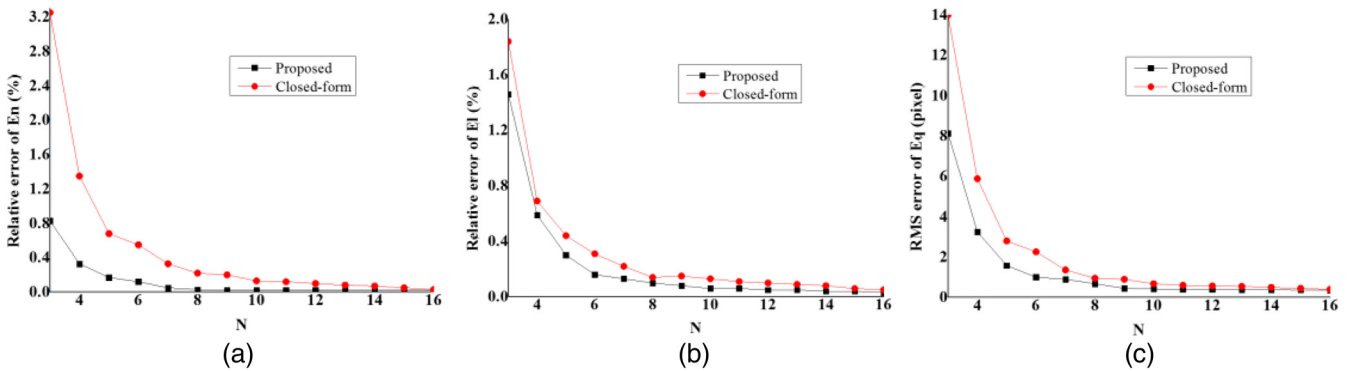 3.2
2.8
2.4
2.0
1.6
1.2
0.8
0.4
0.0
Relative error of En (%)
Proposed
Closed-form
4 6 8 10 12 14 16
N
(a)
2.0
1.6
1.2
0.8
0.4
0.0
Relative error of El (%)
Proposed
Closed-form
4 6 8 10 12 14 16
N
(b)
14
12
10
8
6
4
2
0
RMS error of Eq (pixel)
Proposed
Closed-form
4 6 8 10 12 14 16
N
(c)